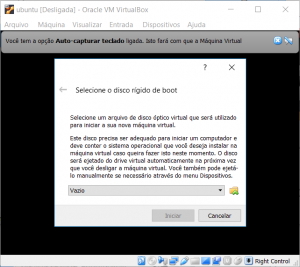 ubuntu [Desligada] - Oracle VM VirtualBox
Arquivo Máquina Visualizar Entrada Dispositivos Ajuda
Você tem a opção Auto-capturar teclado ligada. Isto fará com que a Máquina Virtual
?
Selecione o disco rígido de boot
Selecione um arquivo de disco óptico virtual que será utilizado
para iniciar a sua nova máquina virtual.
Este disco precisa ser adequado para iniciar um computador e
deve conter o sistema operacional que você deseja instalar na
máquina virtual caso queira fazer isto neste momento. O disco
será ejetado do drive virtual automaticamente na próxima vez
que você desligar a máquina virtual. Você também pode ejetá-
lo manualmente se necessário através do menu Dispositivos.
Vazio
Iniciar Cancelar
Right Control